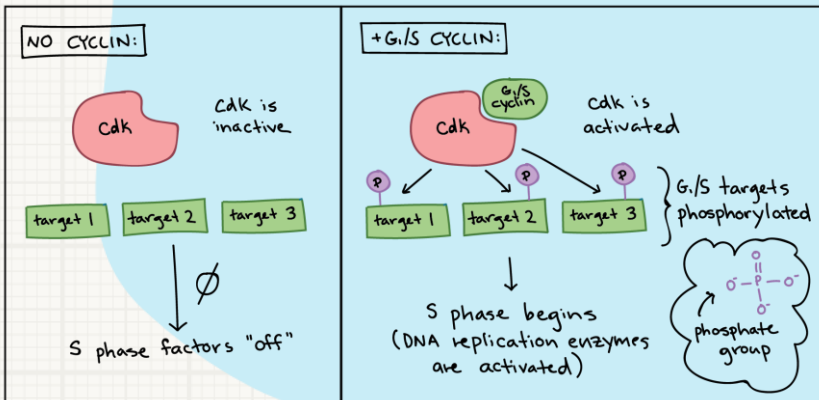 NO CYCLIN:
Cdk
Cdk is
inactive
target 1
target 2
target 3
∅
S phase factors "off"
+G₁/S CYCLIN:
G₁/S
cyclin
Cdk
Cdk is
activated
P
P
P
target 1
target 2
target 3
G₁/S targets
phosphorylated
S phase begins
(DNA replication enzymes
are activated)
O
O⁻ P O⁻
O⁻
phosphate
group